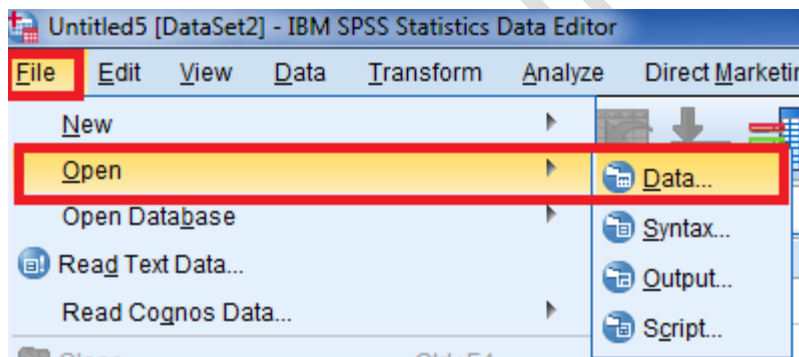 Untitled5 [DataSet2] - IBM SPSS Statistics Data Editor
File Edit View Data Transform Analyze Direct Marketin
New
Open
Data...
Open Database
Syntax...
Read Text Data...
Output...
Read Cognos Data...
Script...